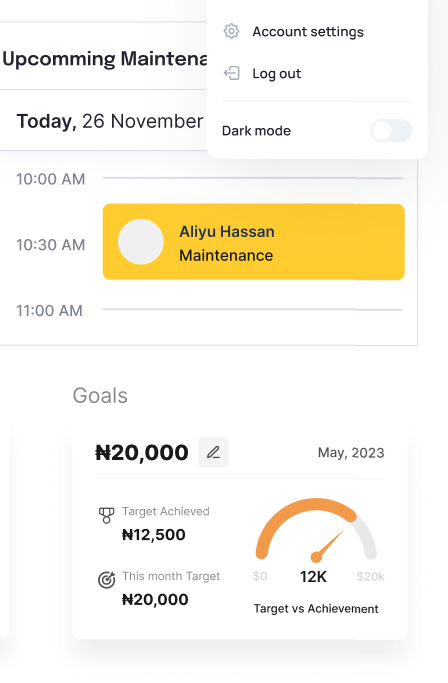 Account settings
Upcomming Maintena
Log out
Today, 26 November
Dark mode
10:00 AM
10:30 AM
Aliyu Hassan
Maintenance
11:00 AM
Goals
₦20,000
May, 2023
Target Achieved
₦12,500
This month Target
₦20,000
$0
12K
$20k
Target vs Achievement